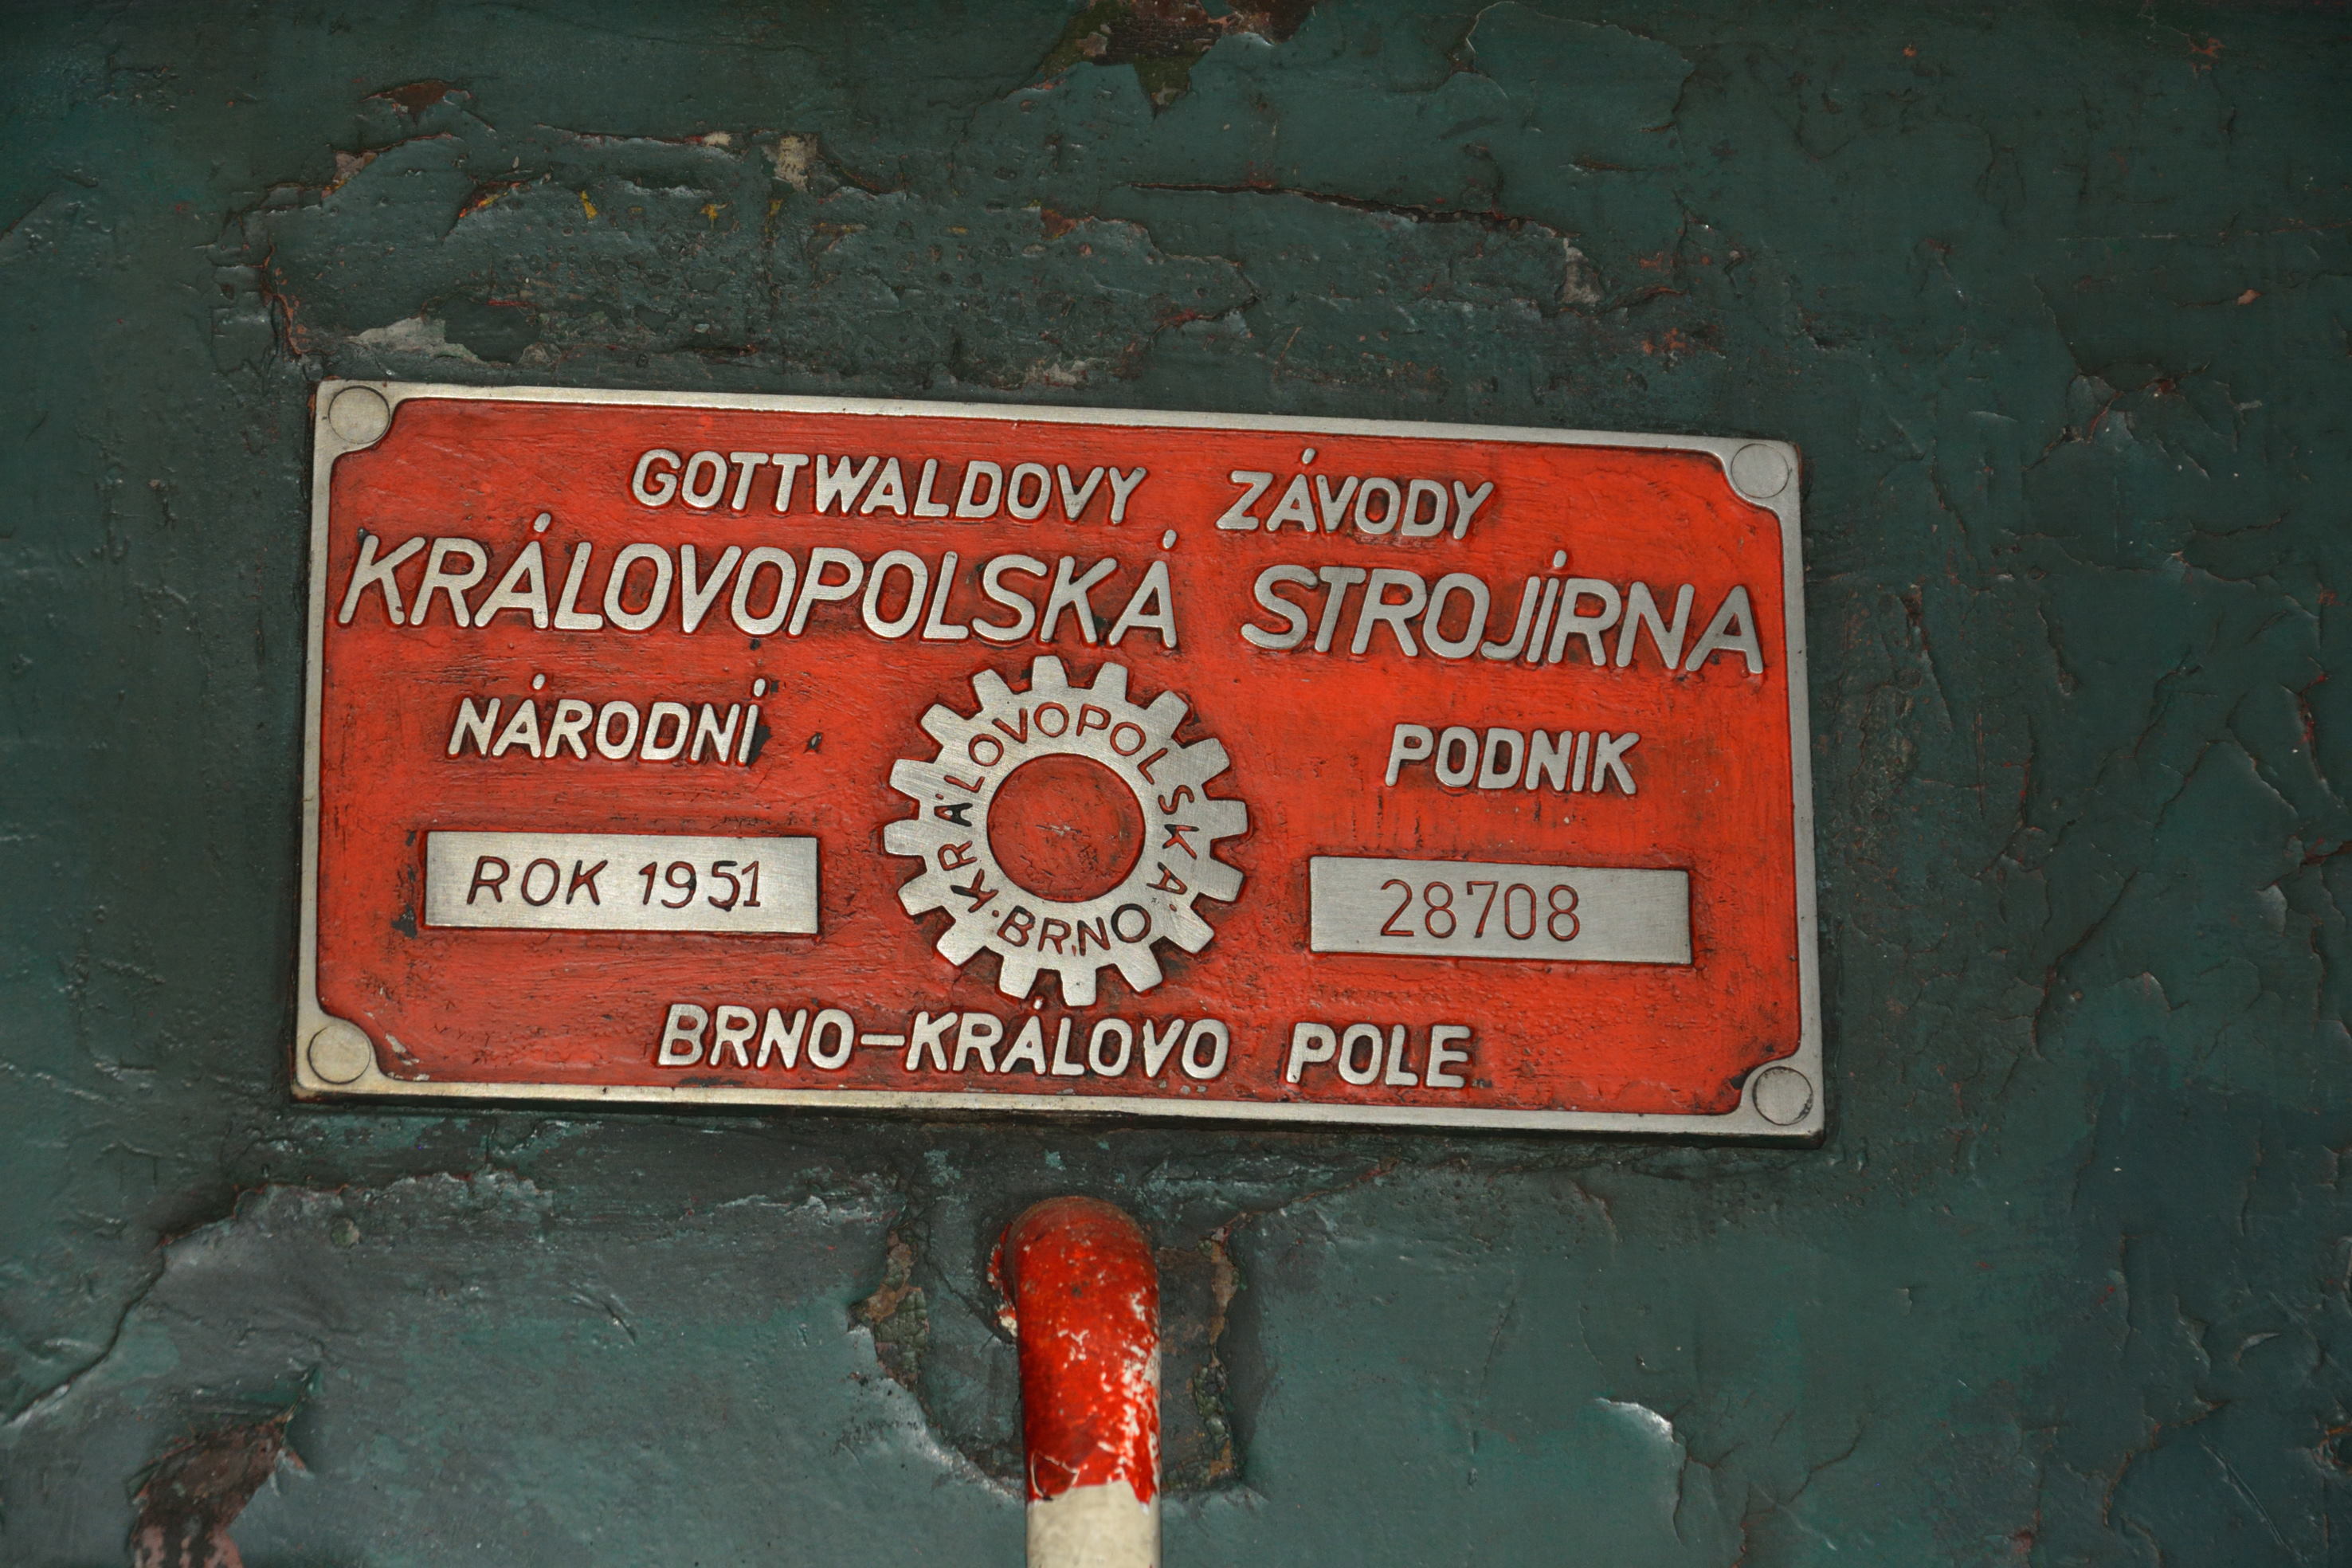 GOTTWALDOVY ZÁVODY
KRÁLOVOPOLSKÁ STROJÍRNA
NÁRODNÍ PODNIK
KRÁLOVOPOLSKÁ · BRNO ·
ROK 1951
28708
BRNO-KRÁLOVO POLE